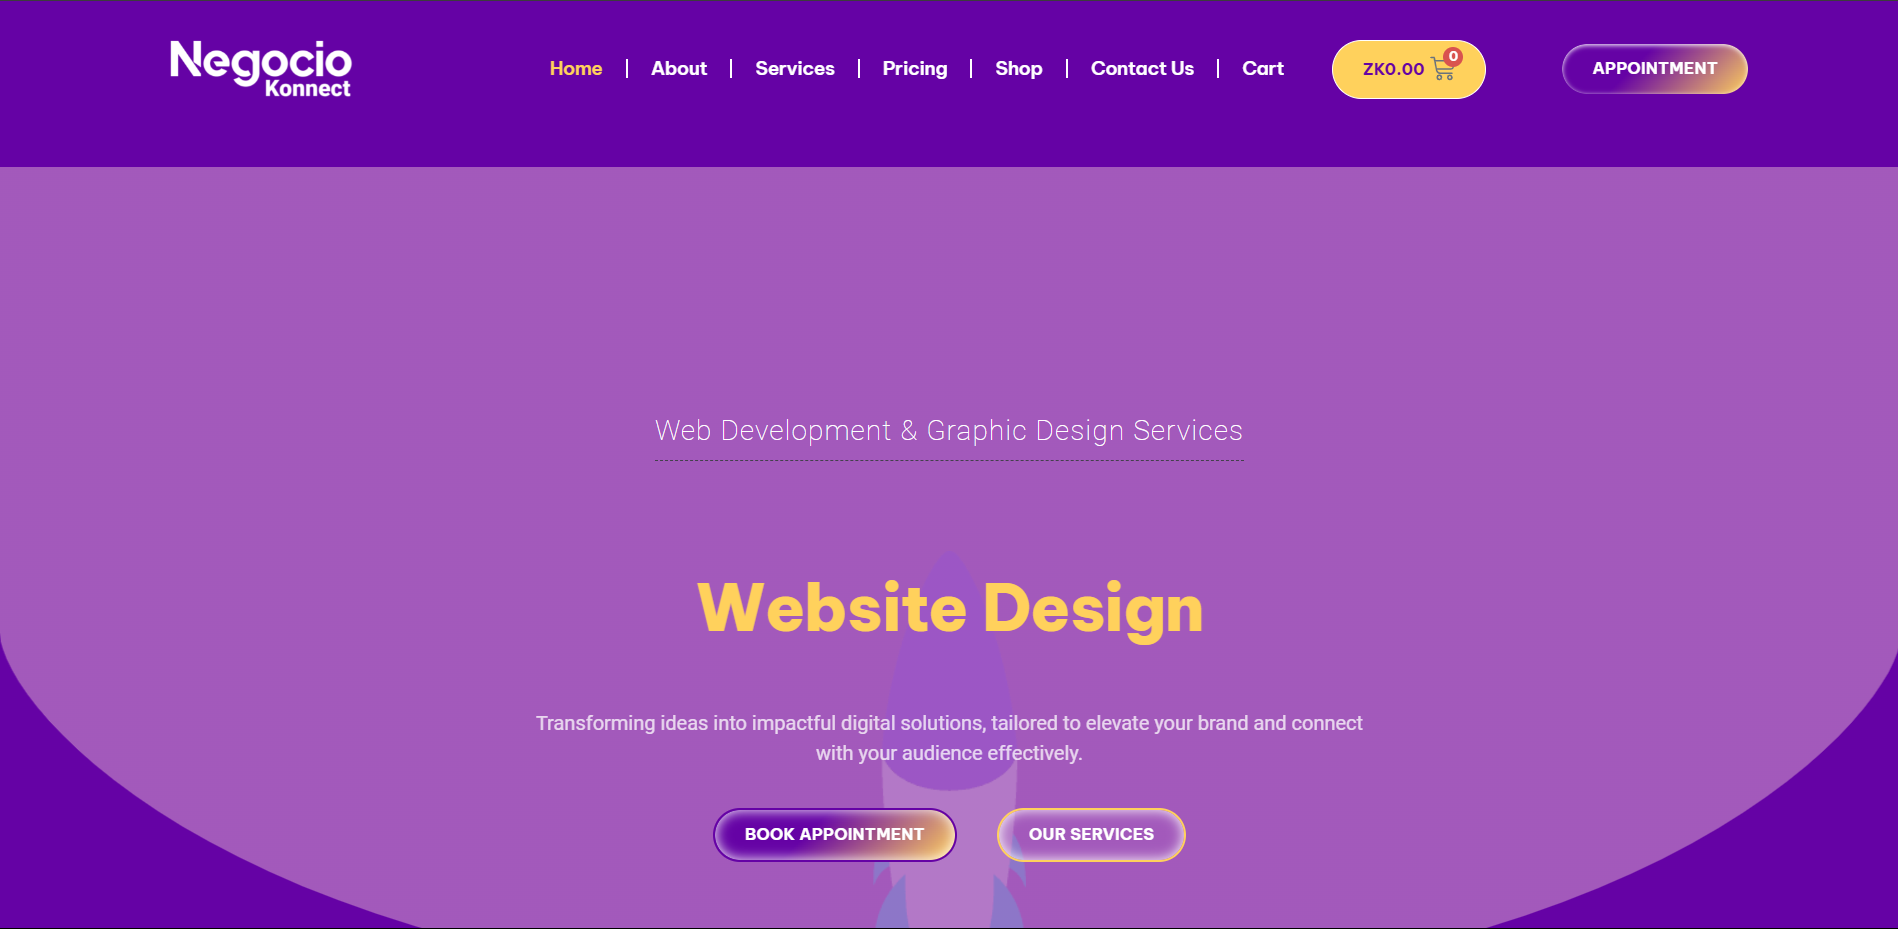 Negocio
Konnect
Home
About
Services
Pricing
Shop
Contact Us
Cart
ZK0.00
0
APPOINTMENT
Web Development & Graphic Design Services
Website Design
Transforming ideas into impactful digital solutions, tailored to elevate your brand and connect
with your audience effectively.
BOOK APPOINTMENT
OUR SERVICES